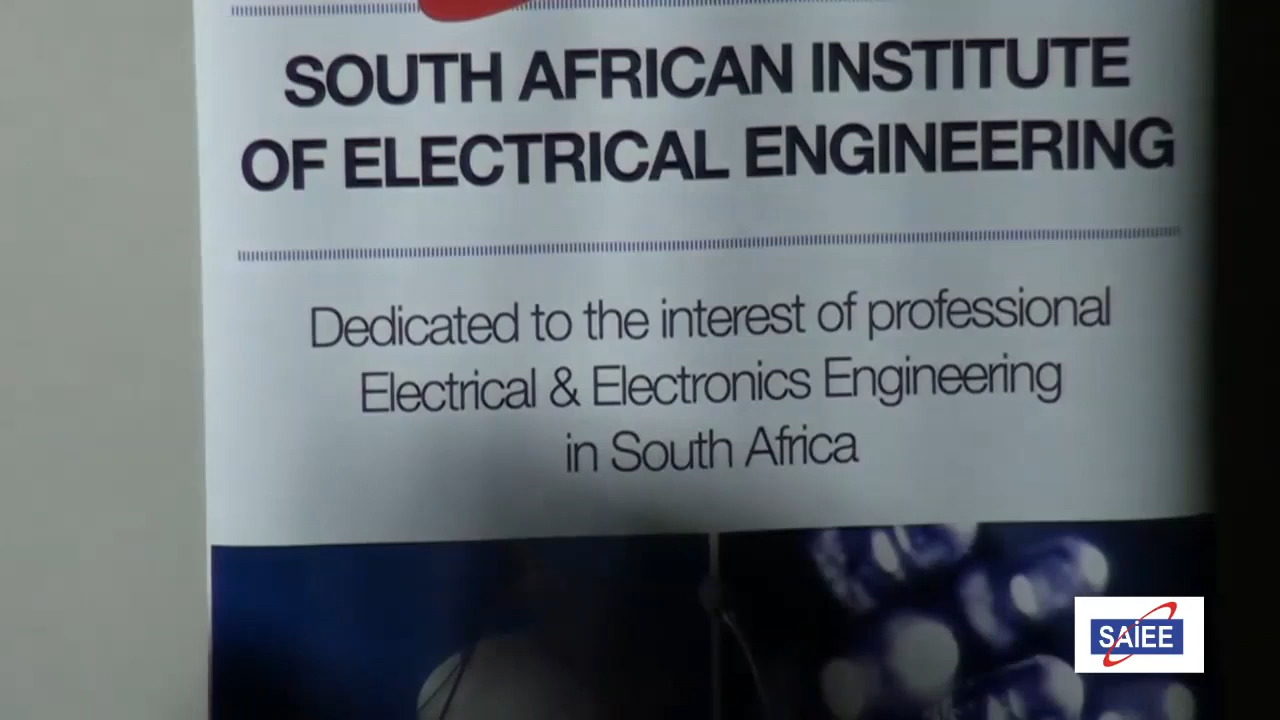 SOUTH AFRICAN INSTITUTE
OF ELECTRICAL ENGINEERING
Dedicated to the interest of professional
Electrical & Electronics Engineering
in South Africa
SAiEE